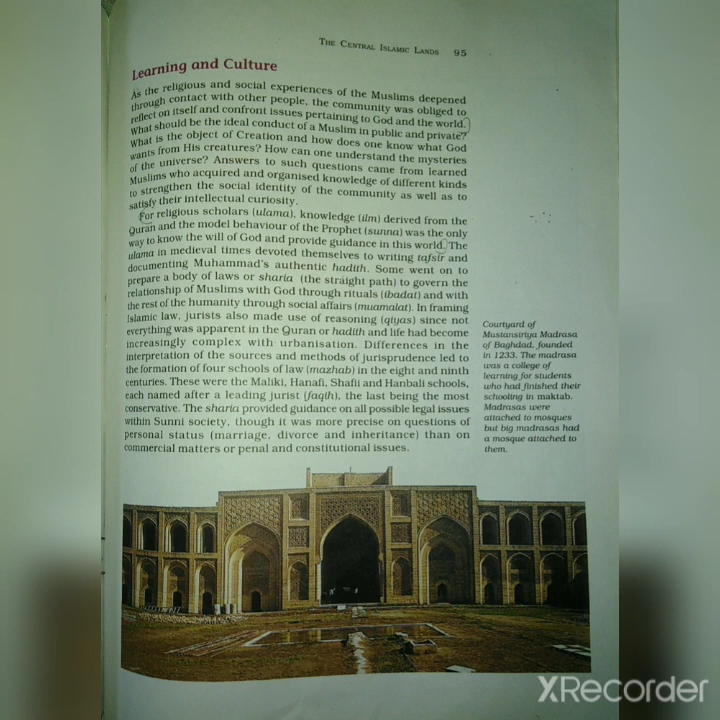 THE CENTRAL ISLAMIC LANDS 95
Learning and Culture
As the religious and social experiences of the Muslims deepened
through contact with other people, the community was obliged to
reflect on itself and confront issues pertaining to God and the world.
What should be the ideal conduct of a Muslim in public and private?
What is the object of Creation and how does one know what God
wants from His creatures? How can one understand the mysteries
of the universe? Answers to such questions came from learned
Muslims who acquired and organised knowledge of different kinds
to strengthen the social identity of the community as well as to
satisfy their intellectual curiosity.
For religious scholars (ulama), knowledge (ilm) derived from the
Quran and the model behaviour of the Prophet (sunna) was the only
way to know the will of God and provide guidance in this world. The
ulama in medieval times devoted themselves to writing tafsir and
documenting Muhammad's authentic hadith. Some went on to
prepare a body of laws or sharia (the straight path) to govern the
relationship of Muslims with God through rituals (ibadat) and with
the rest of the humanity through social affairs (muamalat). In framing
Islamic law, jurists also made use of reasoning (qiyas) since not
everything was apparent in the Quran or hadith and life had become
increasingly complex with urbanisation. Differences in the
interpretation of the sources and methods of jurisprudence led to
the formation of four schools of law (mazhab) in the eight and ninth
centuries. These were the Maliki, Hanafi, Shafii and Hanbali schools,
each named after a leading jurist (faqih), the last being the most
conservative. The sharia provided guidance on all possible legal issues
within Sunni society, though it was more precise on questions of
personal status (marriage, divorce and inheritance) than on
commercial matters or penal and constitutional issues.
Courtyard of
Mustansiriya Madrasa
of Baghdad, founded
in 1233. The madrasa
was a college of
learning for students
who had finished their
schooling in maktab.
Madrasas were
attached to mosques
but big madrasas had
a mosque attached to
them.
XRecorder